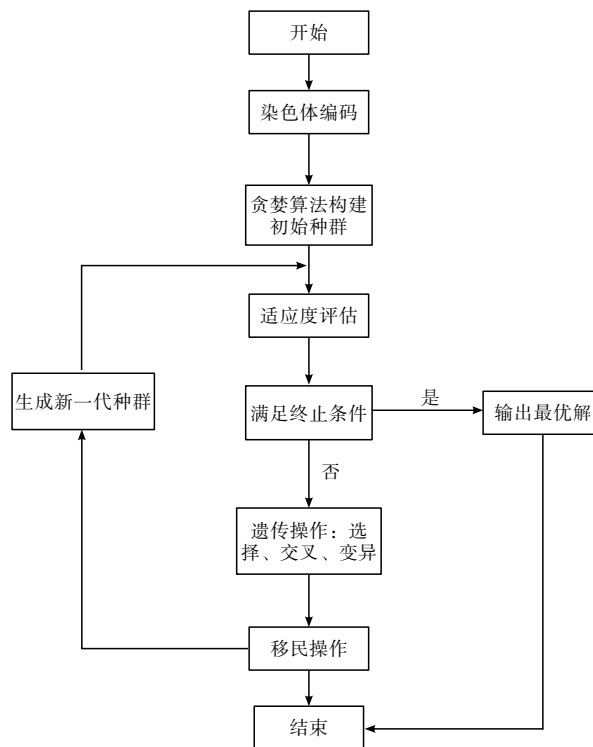 开始
染色体编码
贪婪算法构建
初始种群
适应度评估
生成新一代种群
满足终止条件
是
输出最优解
否
遗传操作：选
择、交叉、变异
移民操作
结束